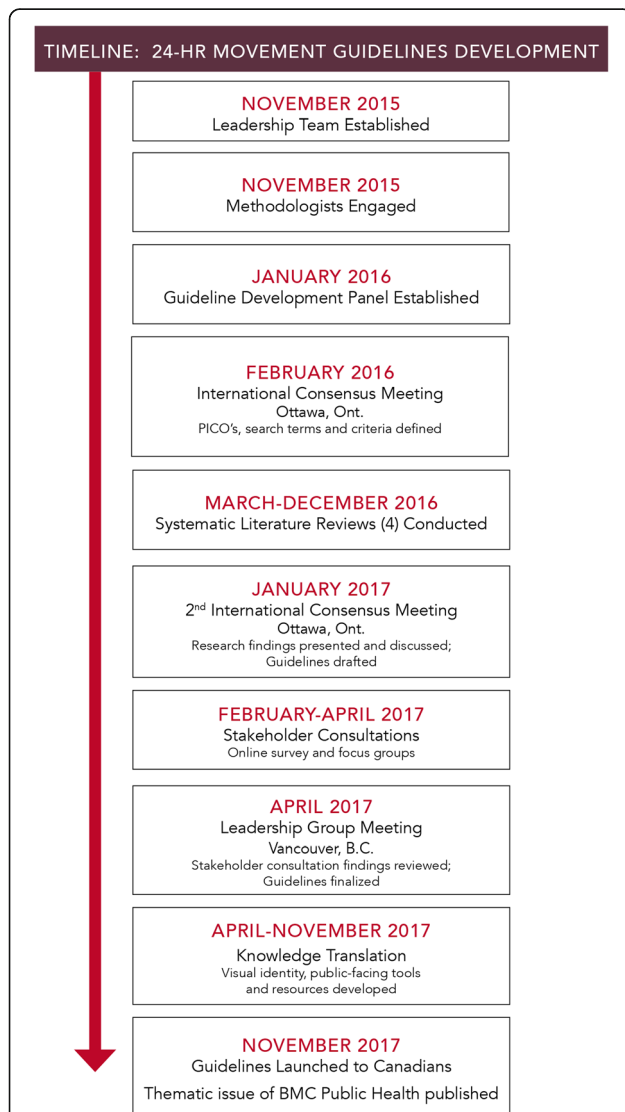 TIMELINE: 24-HR MOVEMENT GUIDELINES DEVELOPMENT
NOVEMBER 2015
Leadership Team Established
NOVEMBER 2015
Methodologists Engaged
JANUARY 2016
Guideline Development Panel Established
FEBRUARY 2016
International Consensus Meeting
Ottawa, Ont.
PICO's, search terms and criteria defined
MARCH-DECEMBER 2016
Systematic Literature Reviews (4) Conducted
JANUARY 2017
2nd International Consensus Meeting
Ottawa, Ont.
Research findings presented and discussed;
Guidelines drafted
FEBRUARY-APRIL 2017
Stakeholder Consultations
Online survey and focus groups
APRIL 2017
Leadership Group Meeting
Vancouver, B.C.
Stakeholder consultation findings reviewed;
Guidelines finalized
APRIL-NOVEMBER 2017
Knowledge Translation
Visual identity, public-facing tools
and resources developed
NOVEMBER 2017
Guidelines Launched to Canadians
Thematic issue of BMC Public Health published